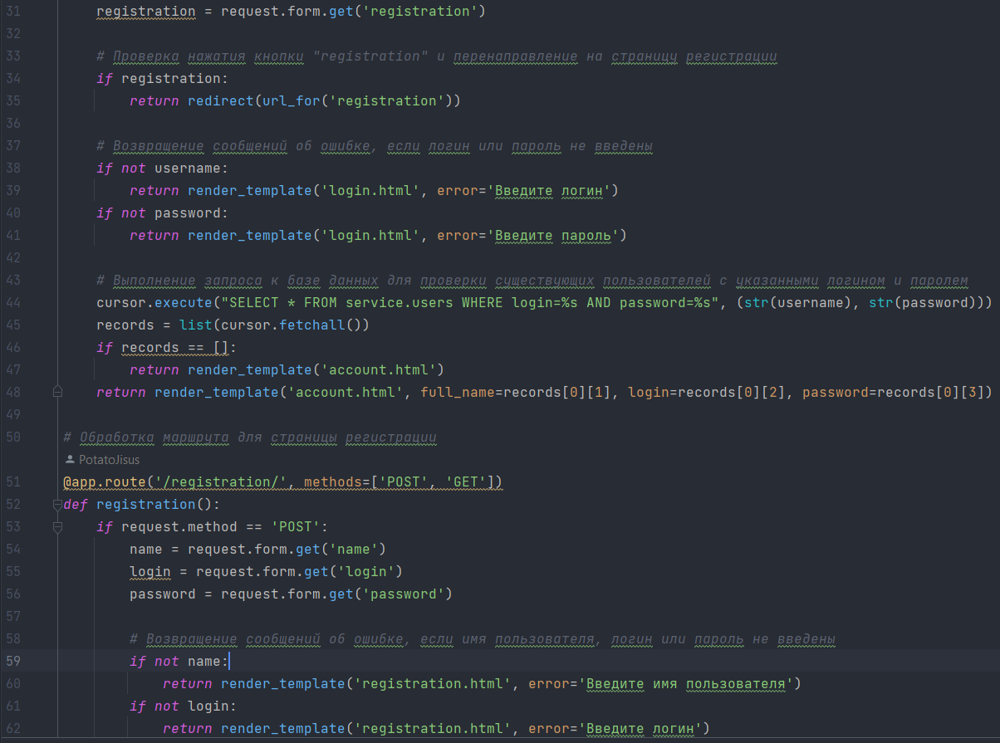 31 registration = request.form.get('registration')
32
33 # Проверка нажатия кнопки "registration" и перенаправление на страницу регистрации
34 if registration:
35 return redirect(url_for('registration'))
36
37 # Возвращение сообщений об ошибке, если логин или пароль не введены
38 if not username:
39 return render_template('login.html', error='Введите логин')
40 if not password:
41 return render_template('login.html', error='Введите пароль')
42
43 # Выполнение запроса к базе данных для проверки существующих пользователей с указанными логином и паролем
44 cursor.execute("SELECT * FROM service.users WHERE login=%s AND password=%s", (str(username), str(password)))
45 records = list(cursor.fetchall())
46 if records == []:
47 return render_template('account.html')
48 return render_template('account.html', full_name=records[0][1], login=records[0][2], password=records[0][3])
49
50 # Обработка маршрута для страницы регистрации
PotatoJisus
51 @app.route('/registration/', methods=['POST', 'GET'])
52 def registration():
53 if request.method == 'POST':
54 name = request.form.get('name')
55 login = request.form.get('login')
56 password = request.form.get('password')
57
58 # Возвращение сообщений об ошибке, если имя пользователя, логин или пароль не введены
59 if not name:
60 return render_template('registration.html', error='Введите имя пользователя')
61 if not login:
62 return render_template('registration.html', error='Введите логин')